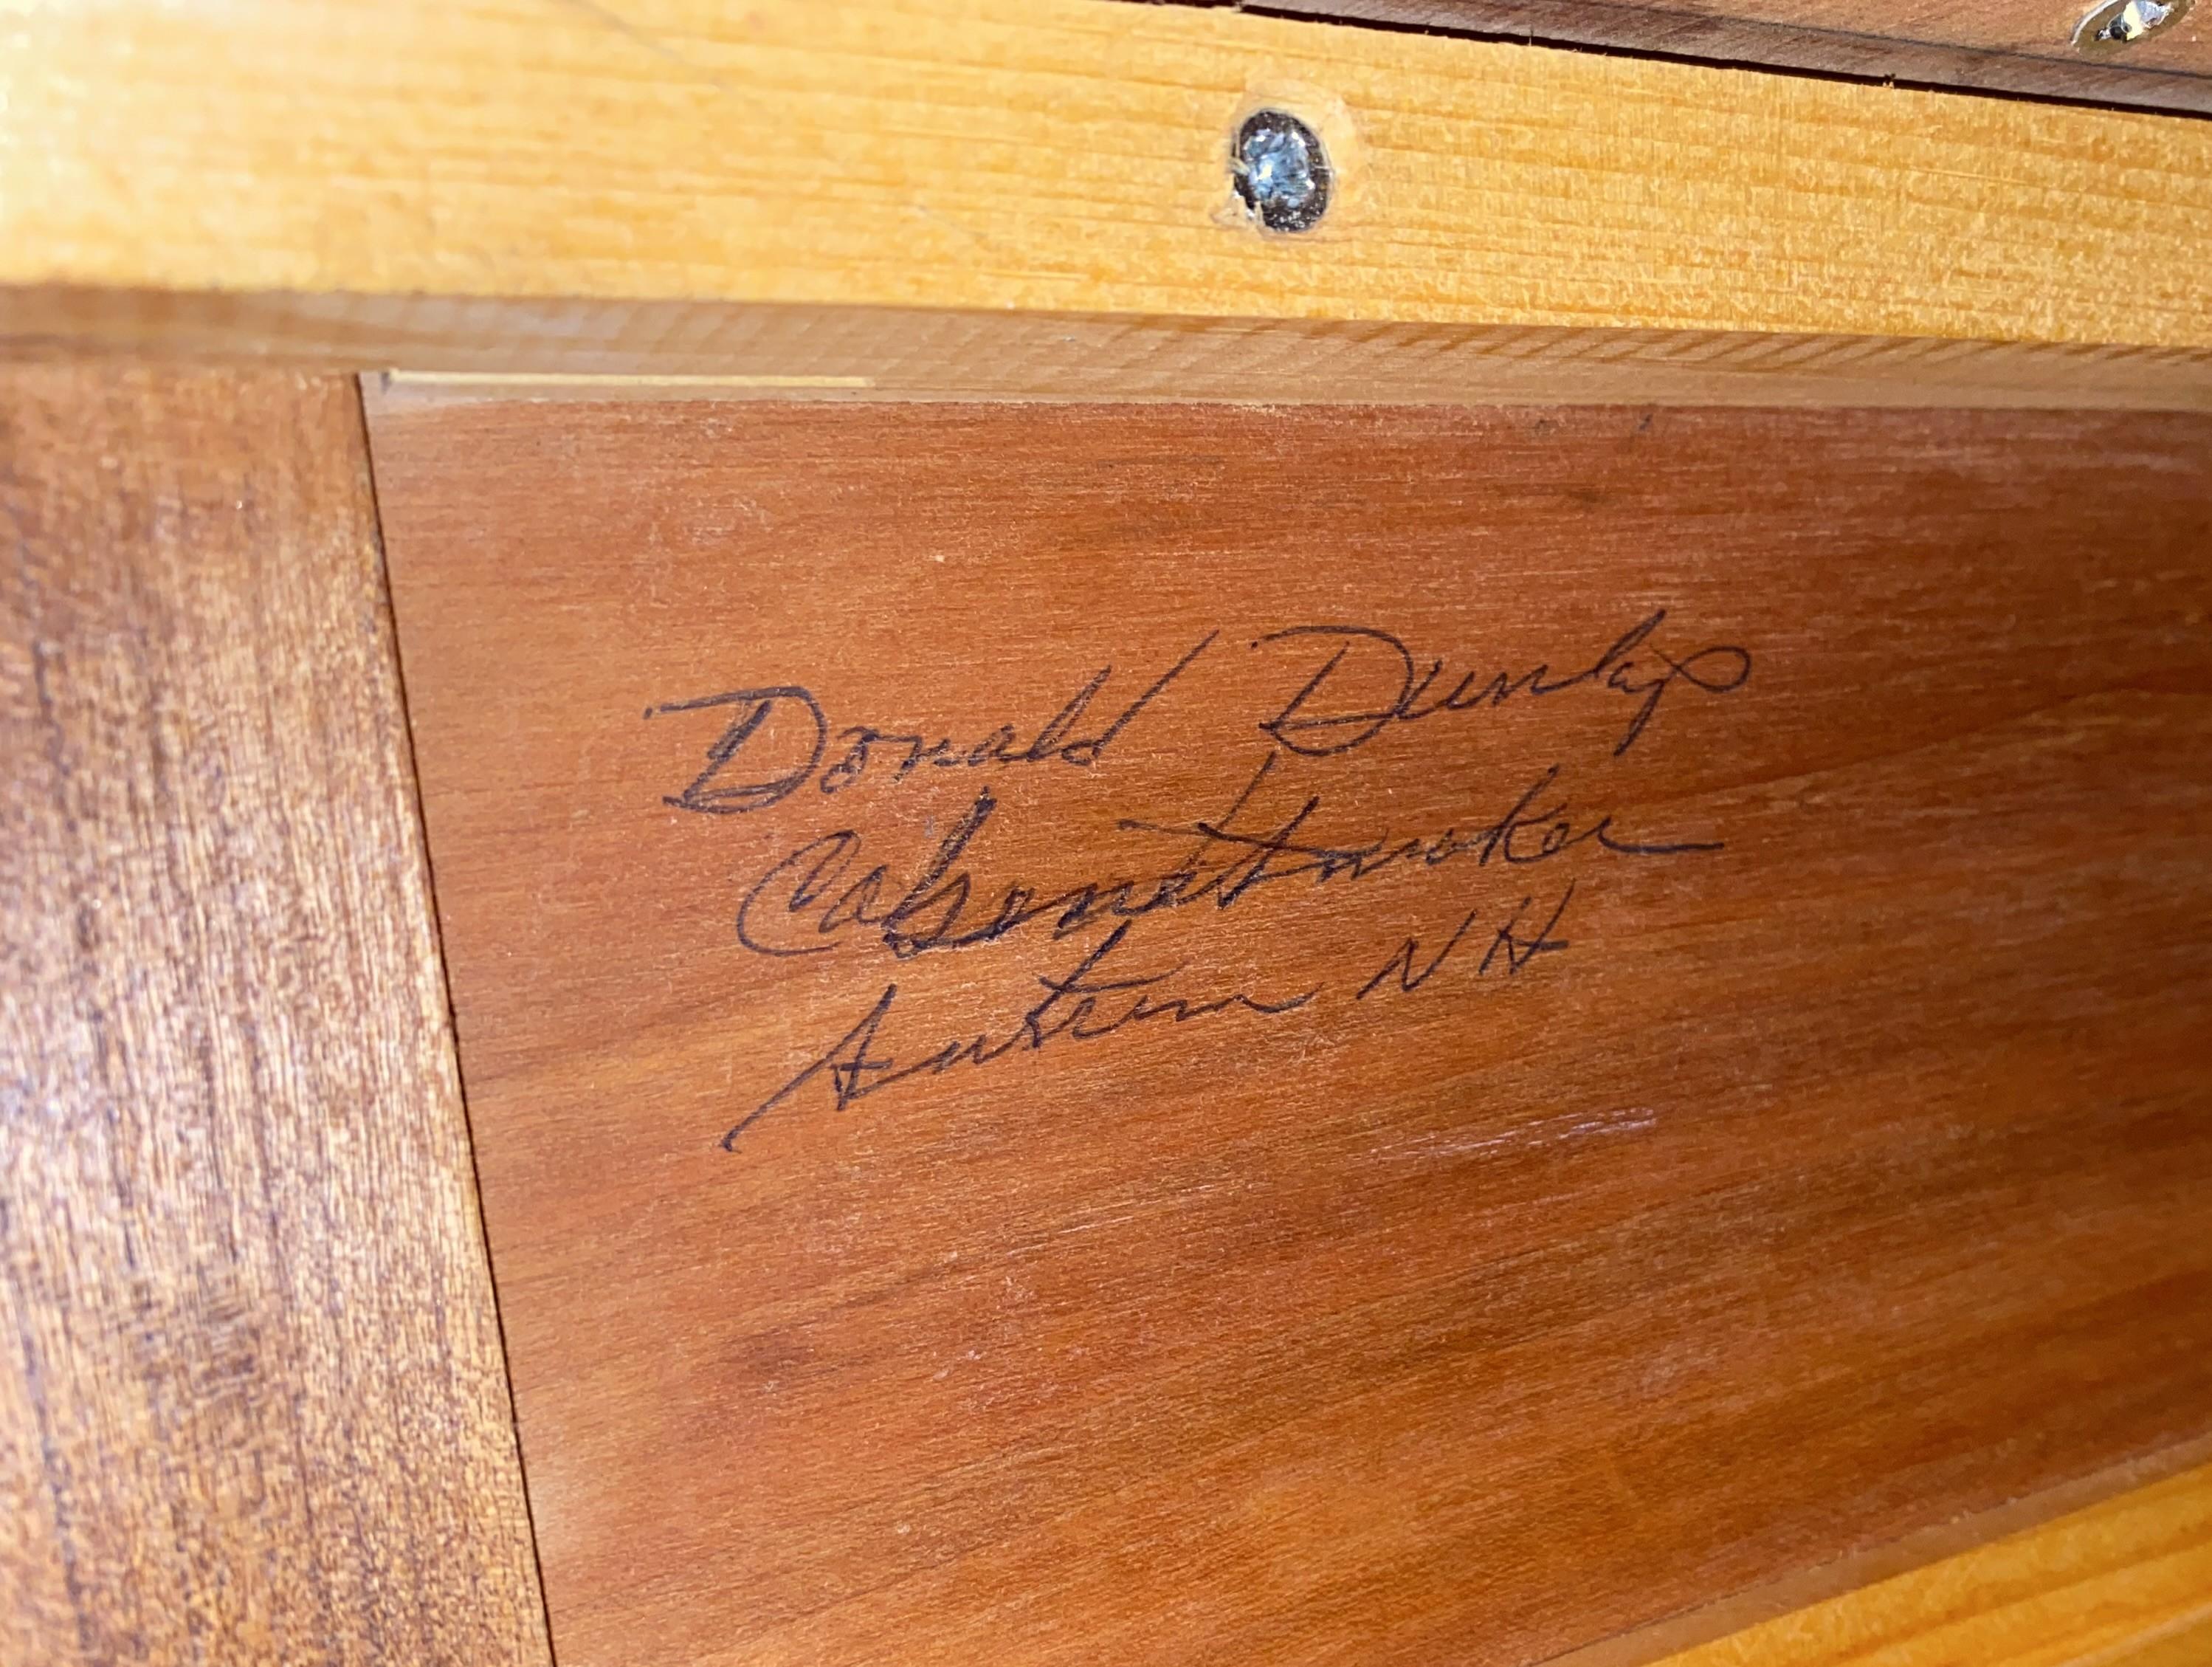 Donald Dunlap
Cabinetmaker
Antrim NH